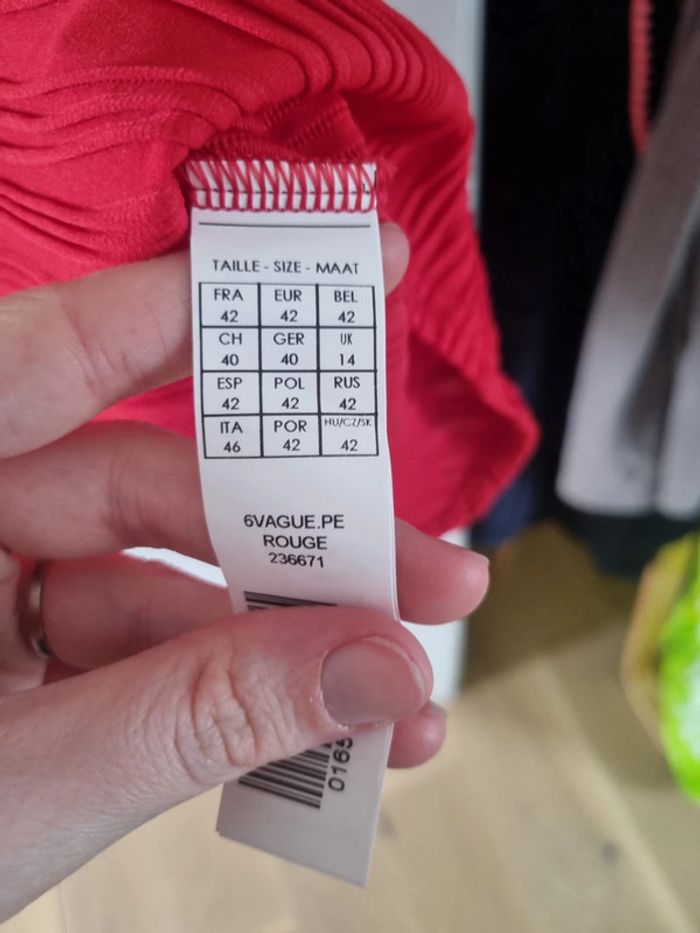 TAILLE - SIZE - MAAT
FRA EUR BEL
42 42 42
CH GER UK
40 40 14
ESP POL RUS
42 42 42
ITA POR HU/CZ/SK
46 42 42
6VAGUE.PE
ROUGE
236671